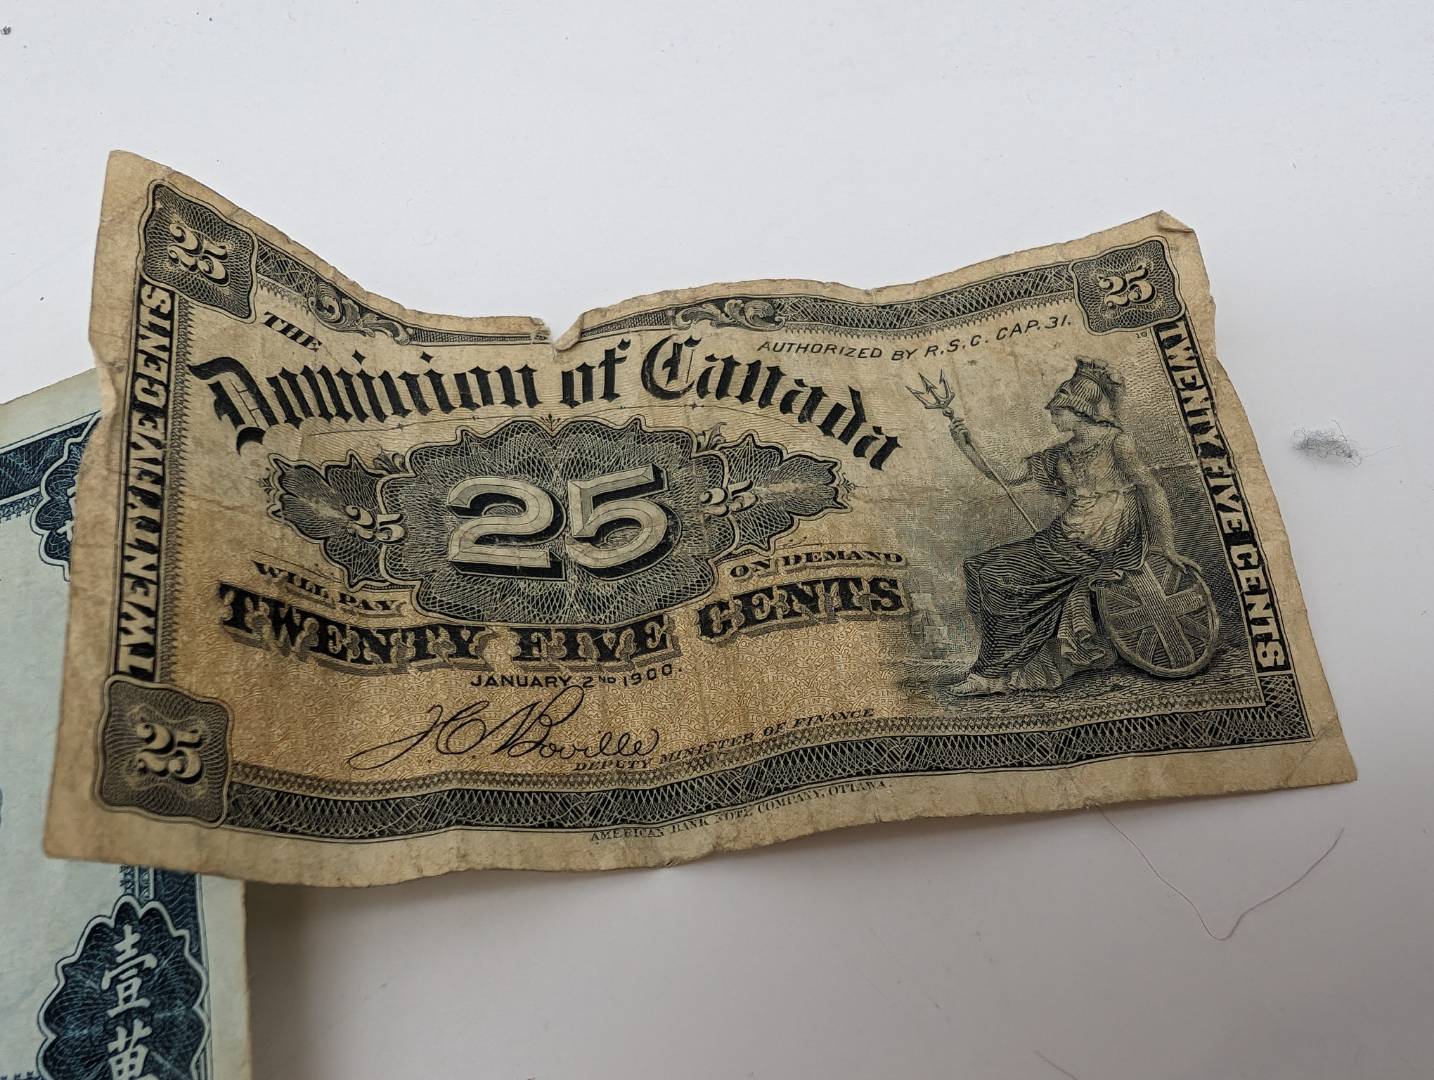 25
25
THE
Dominion of Canada
AUTHORIZED BY R.S.C. CAP. 31.
TWENTY FIVE CENTS
TWENTY FIVE CENTS
25
25
25
WILL PAY
ON DEMAND
TWENTY FIVE CENTS
JANUARY 2ND 1900.
J C N Boville
DEPUTY MINISTER OF FINANCE
25
AMERICAN BANK NOTE COMPANY, OTTAWA.
壹萬